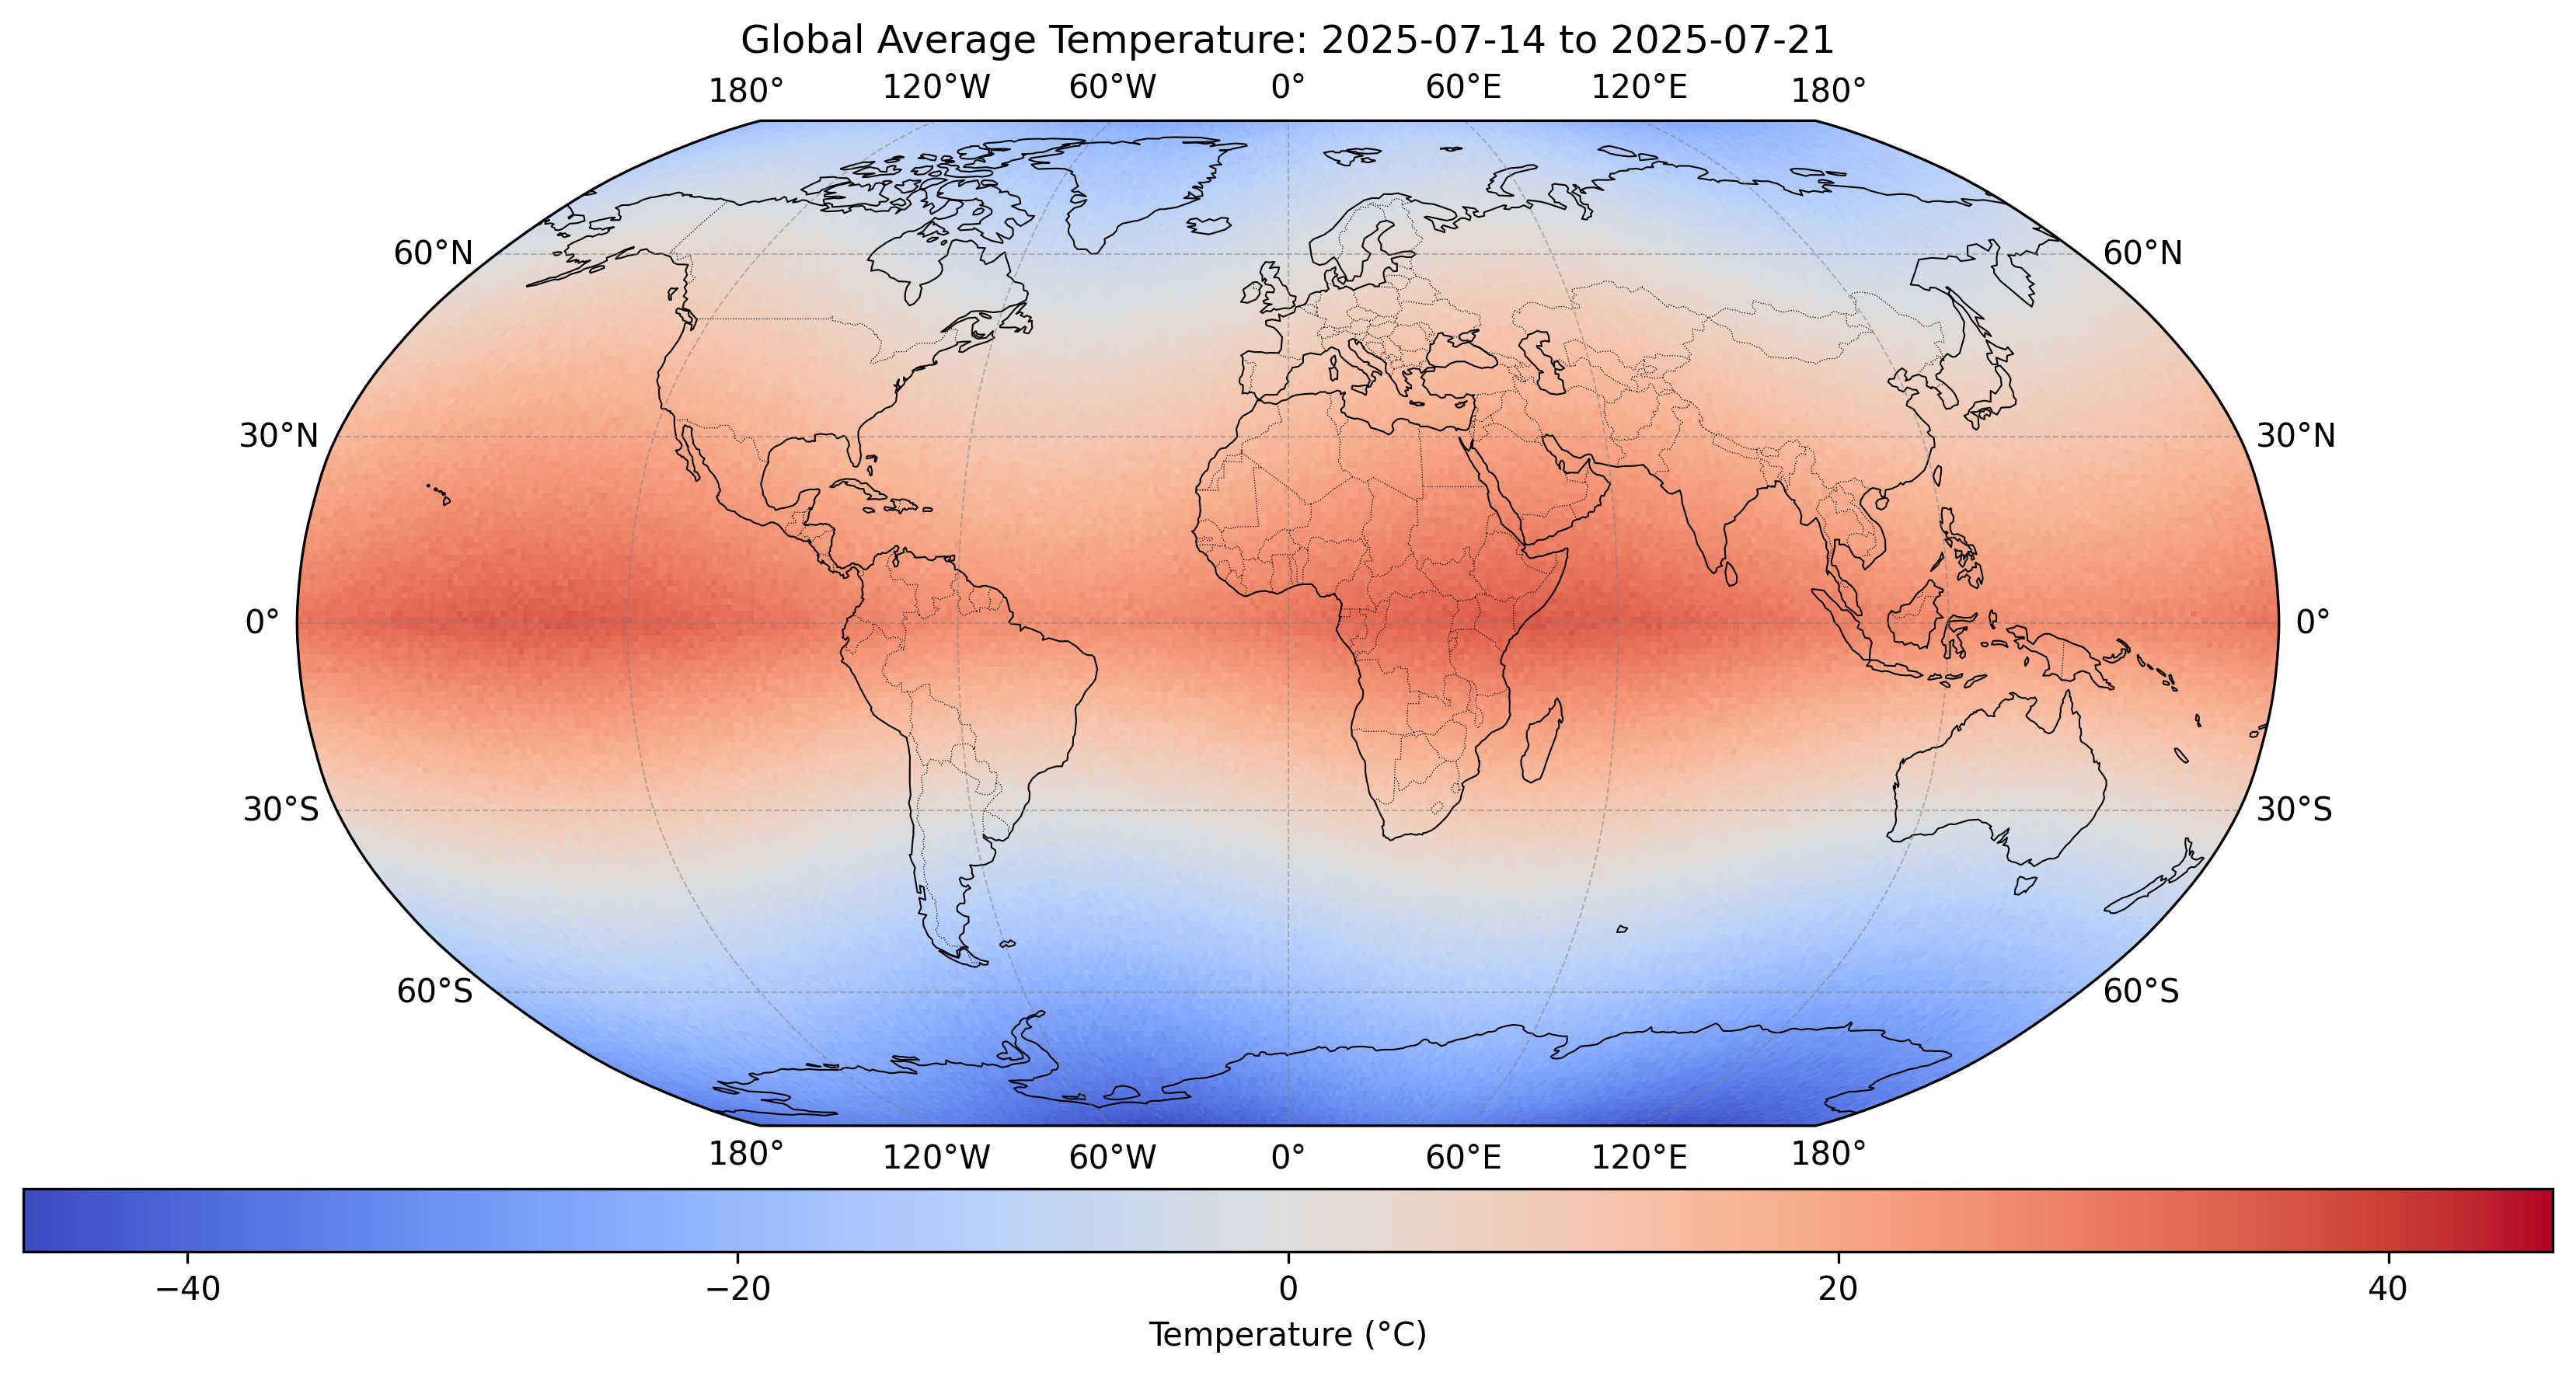 Global Average Temperature: 2025-07-14 to 2025-07-21
180° 120°W 60°W 0° 60°E 120°E 180°
60°N 60°N
30°N 30°N
0° 0°
30°S 30°S
60°S 60°S
180° 120°W 60°W 0° 60°E 120°E 180°
−40 −20 0 20 40
Temperature (°C)